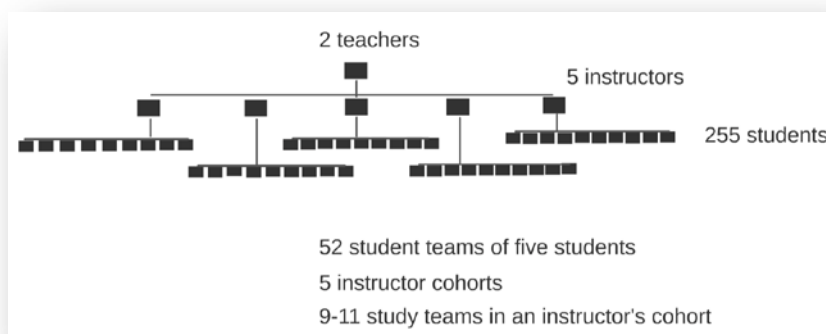 2 teachers
5 instructors
255 students
52 student teams of five students
5 instructor cohorts
9-11 study teams in an instructor's cohort